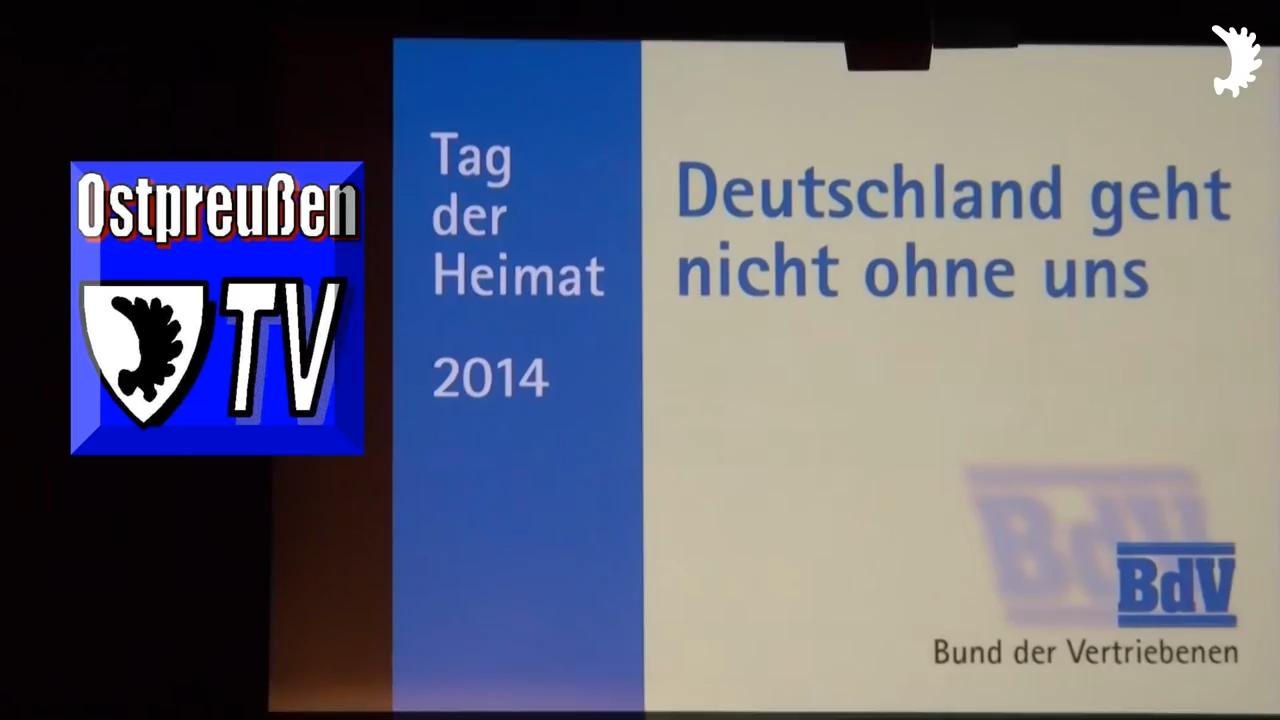 Ostpreußen
TV
Tag
der
Heimat
2014
Deutschland geht
nicht ohne uns
BdV
BdV
Bund der Vertriebenen